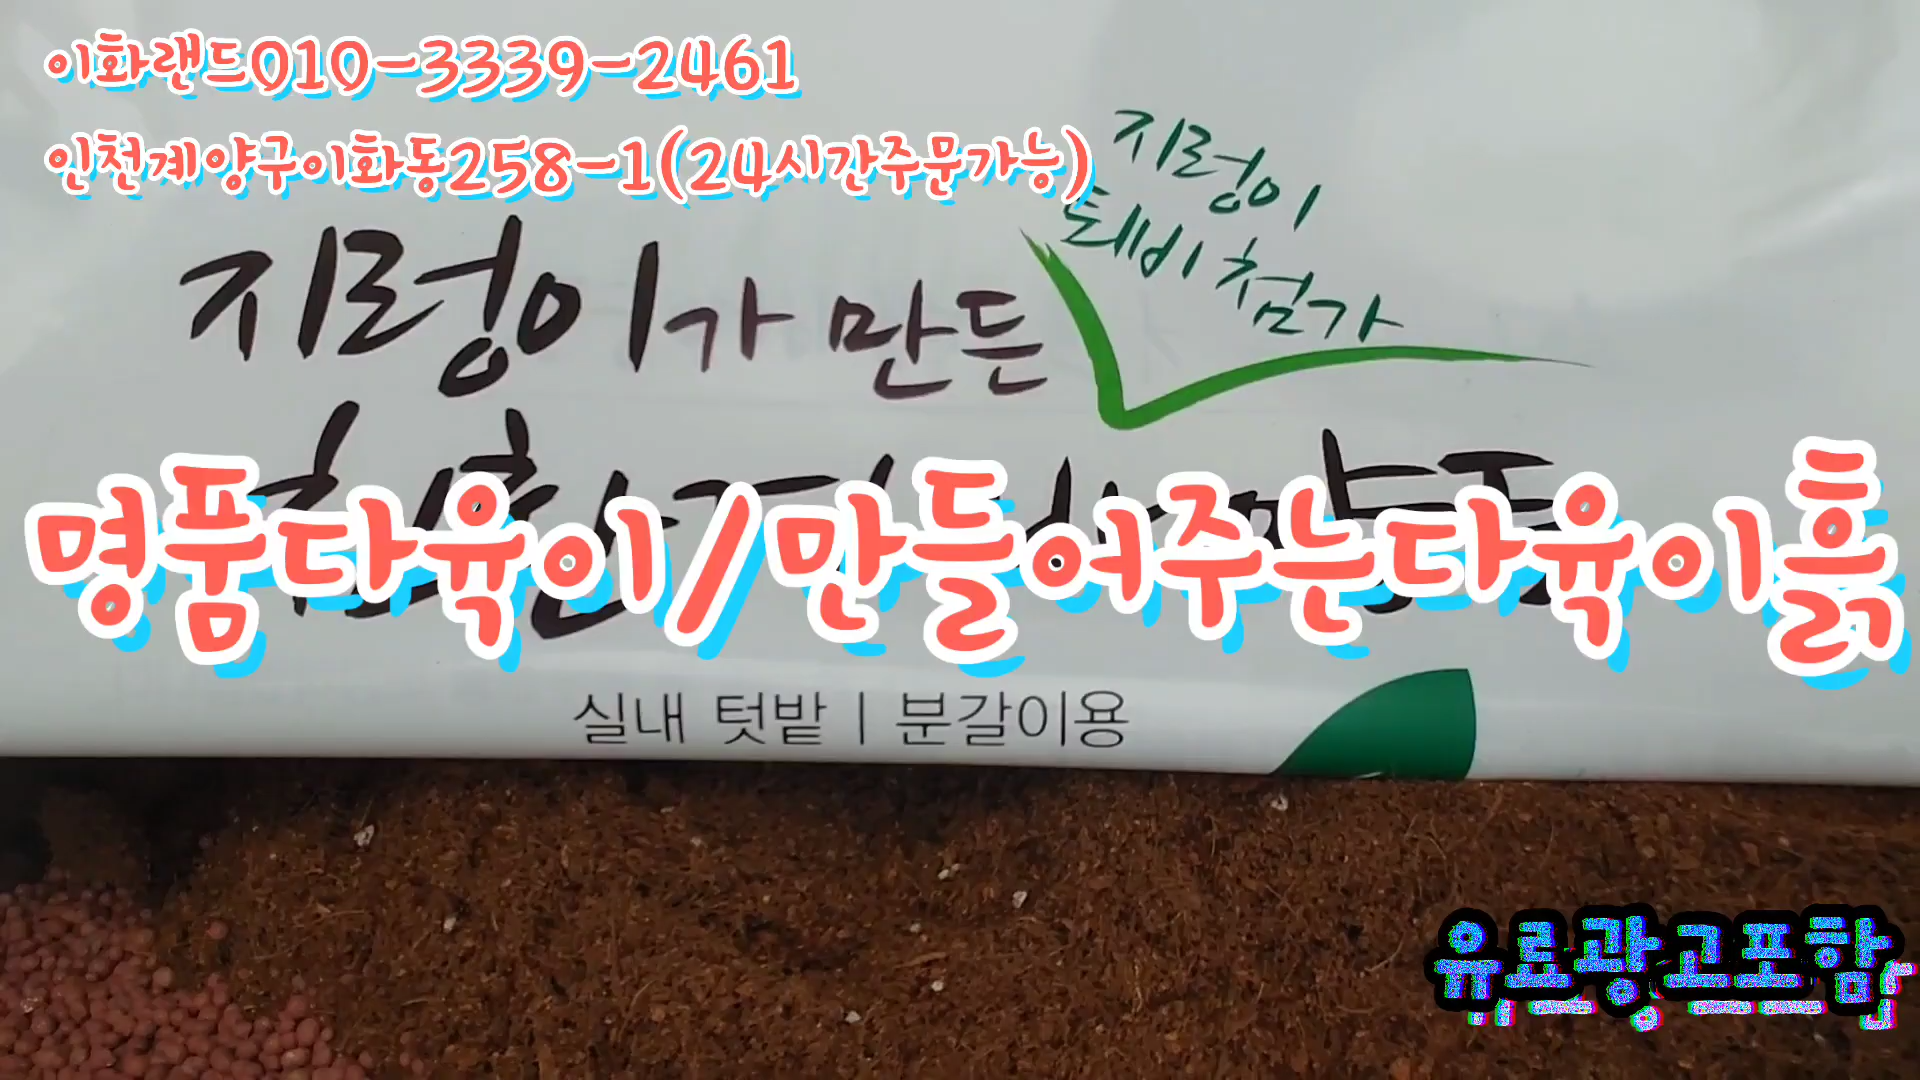 이화랜드010-3339-2461
인천계양구이화동258-1(24시간주문가능)
지렁이
퇴비 첨가
지렁이가 만든
명품다육이/만들어주는다육이흙
실내 텃밭 | 분갈이용
유료광고포함